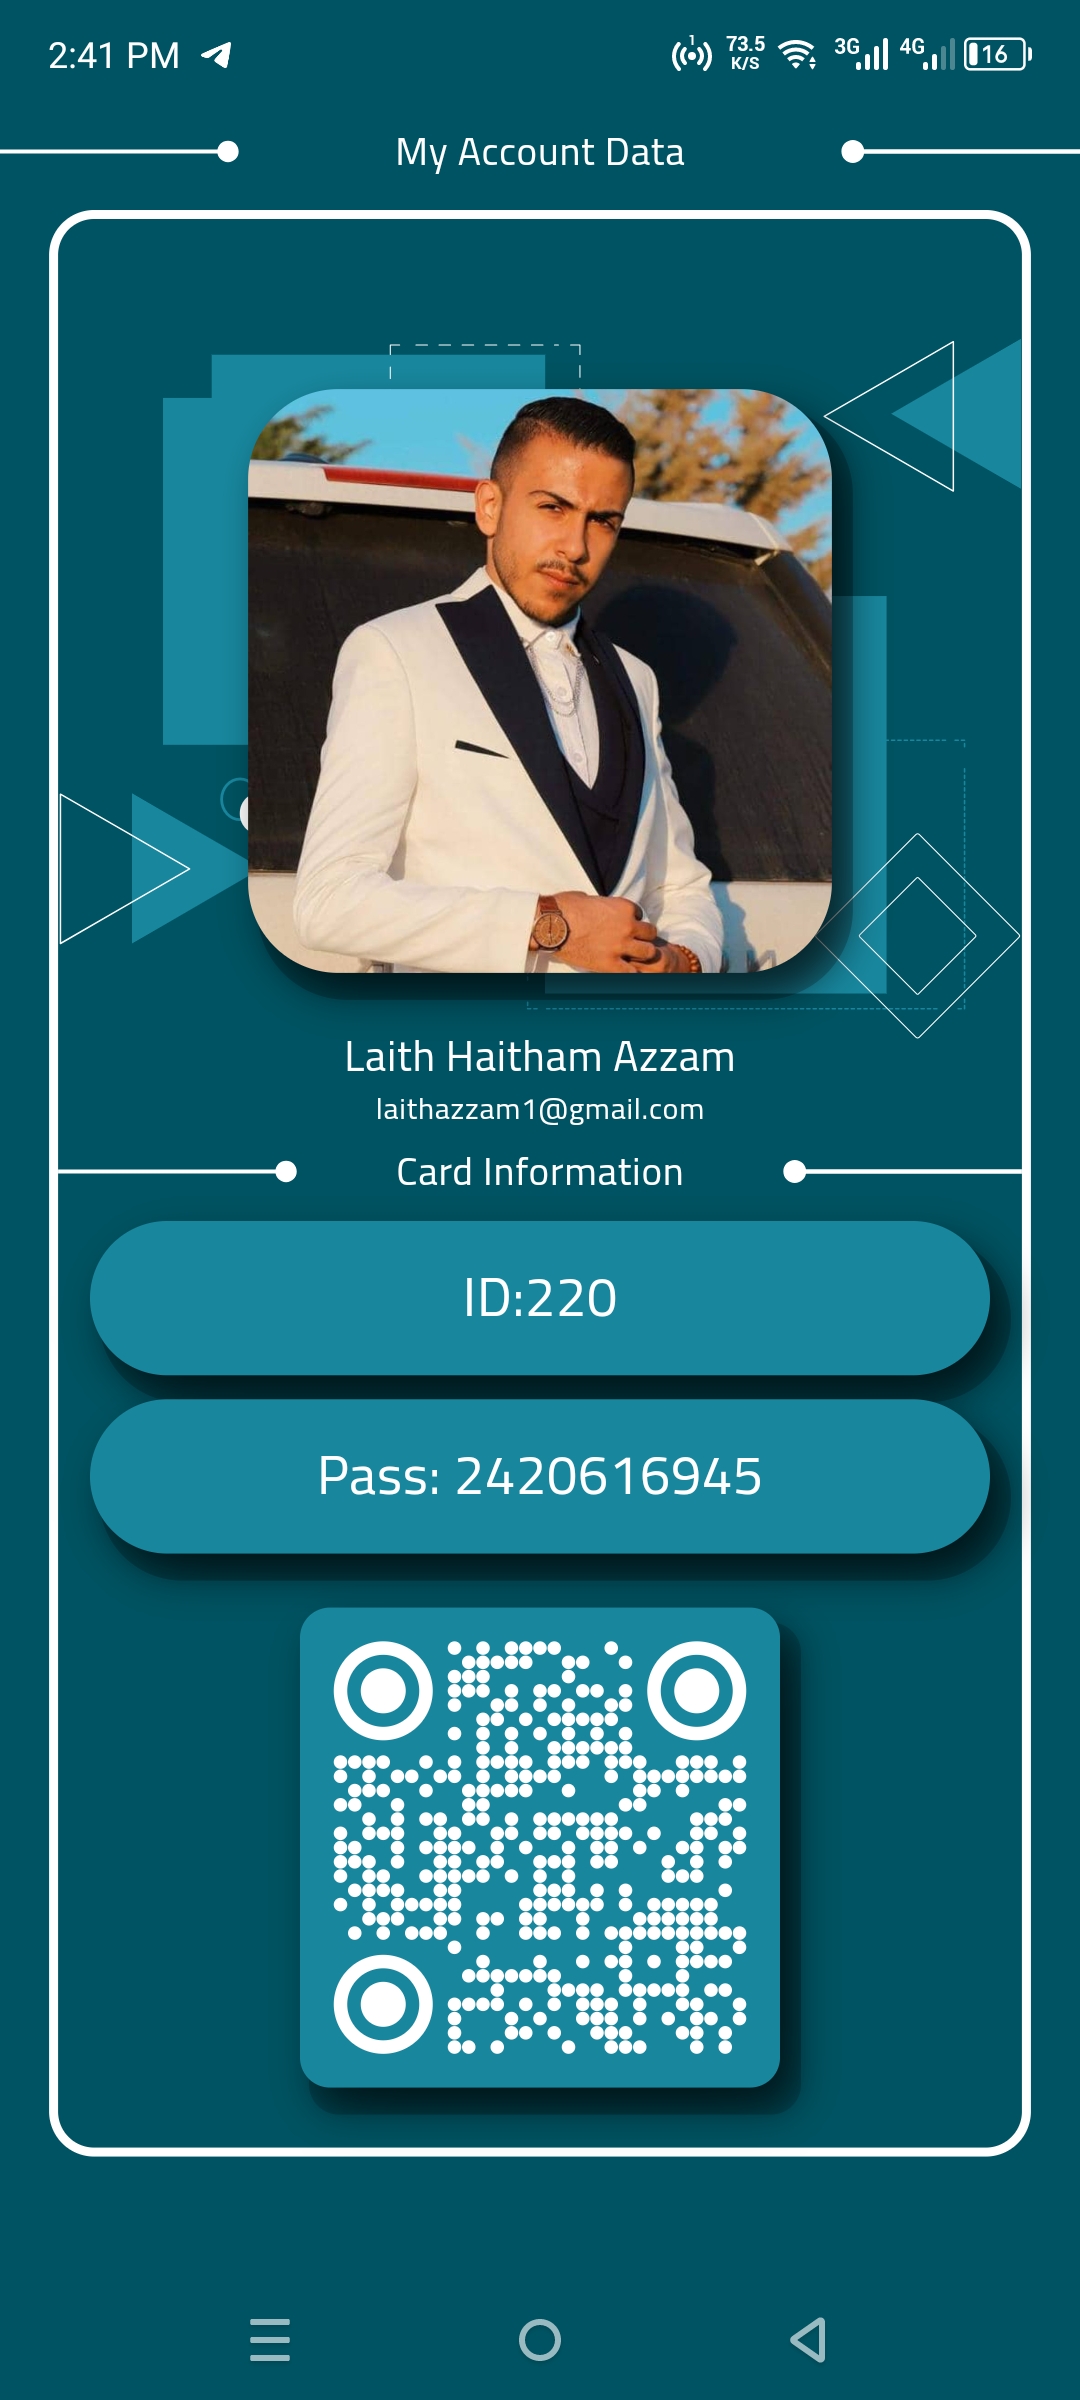 2:41 PM
1
73.5
K/S
3G
4G
16
My Account Data
Laith Haitham Azzam
laithazzam1@gmail.com
Card Information
ID:220
Pass: 2420616945